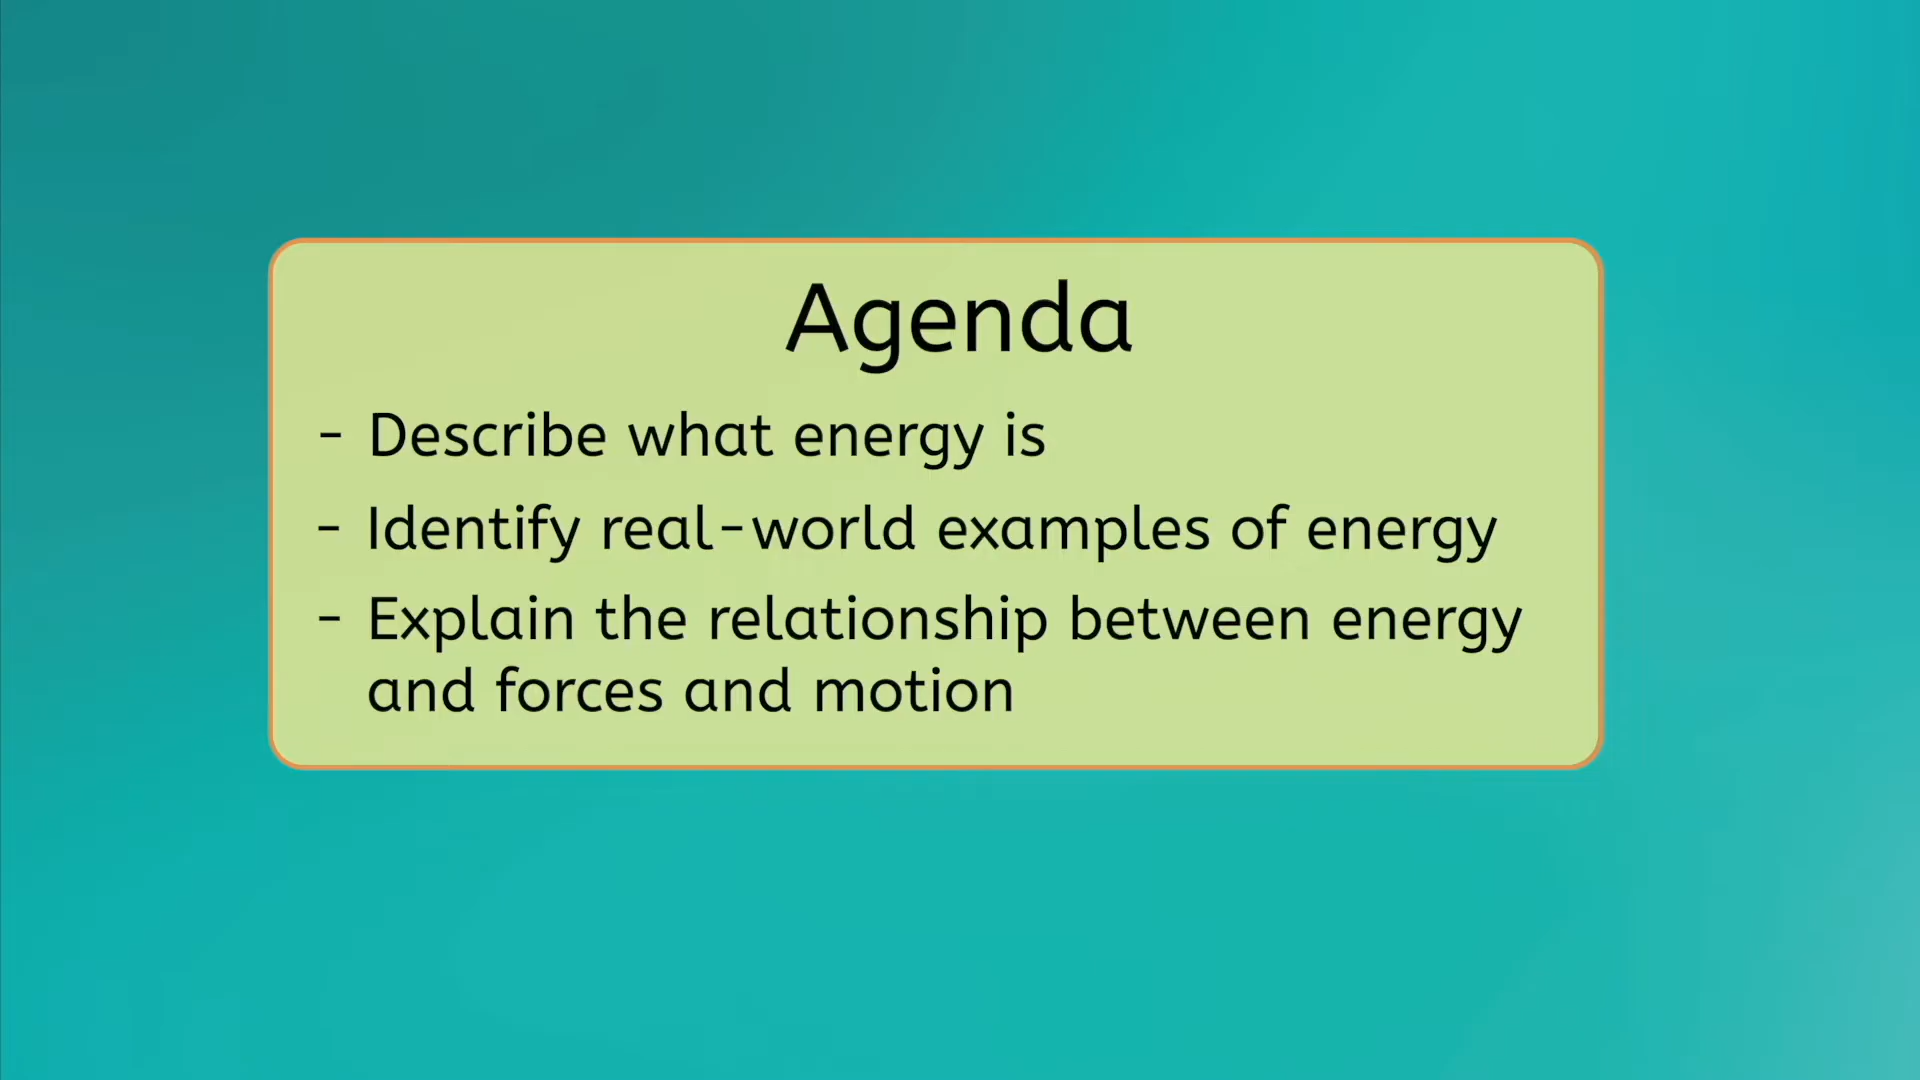 Agenda
- Describe what energy is
- Identify real-world examples of energy
- Explain the relationship between energy
and forces and motion